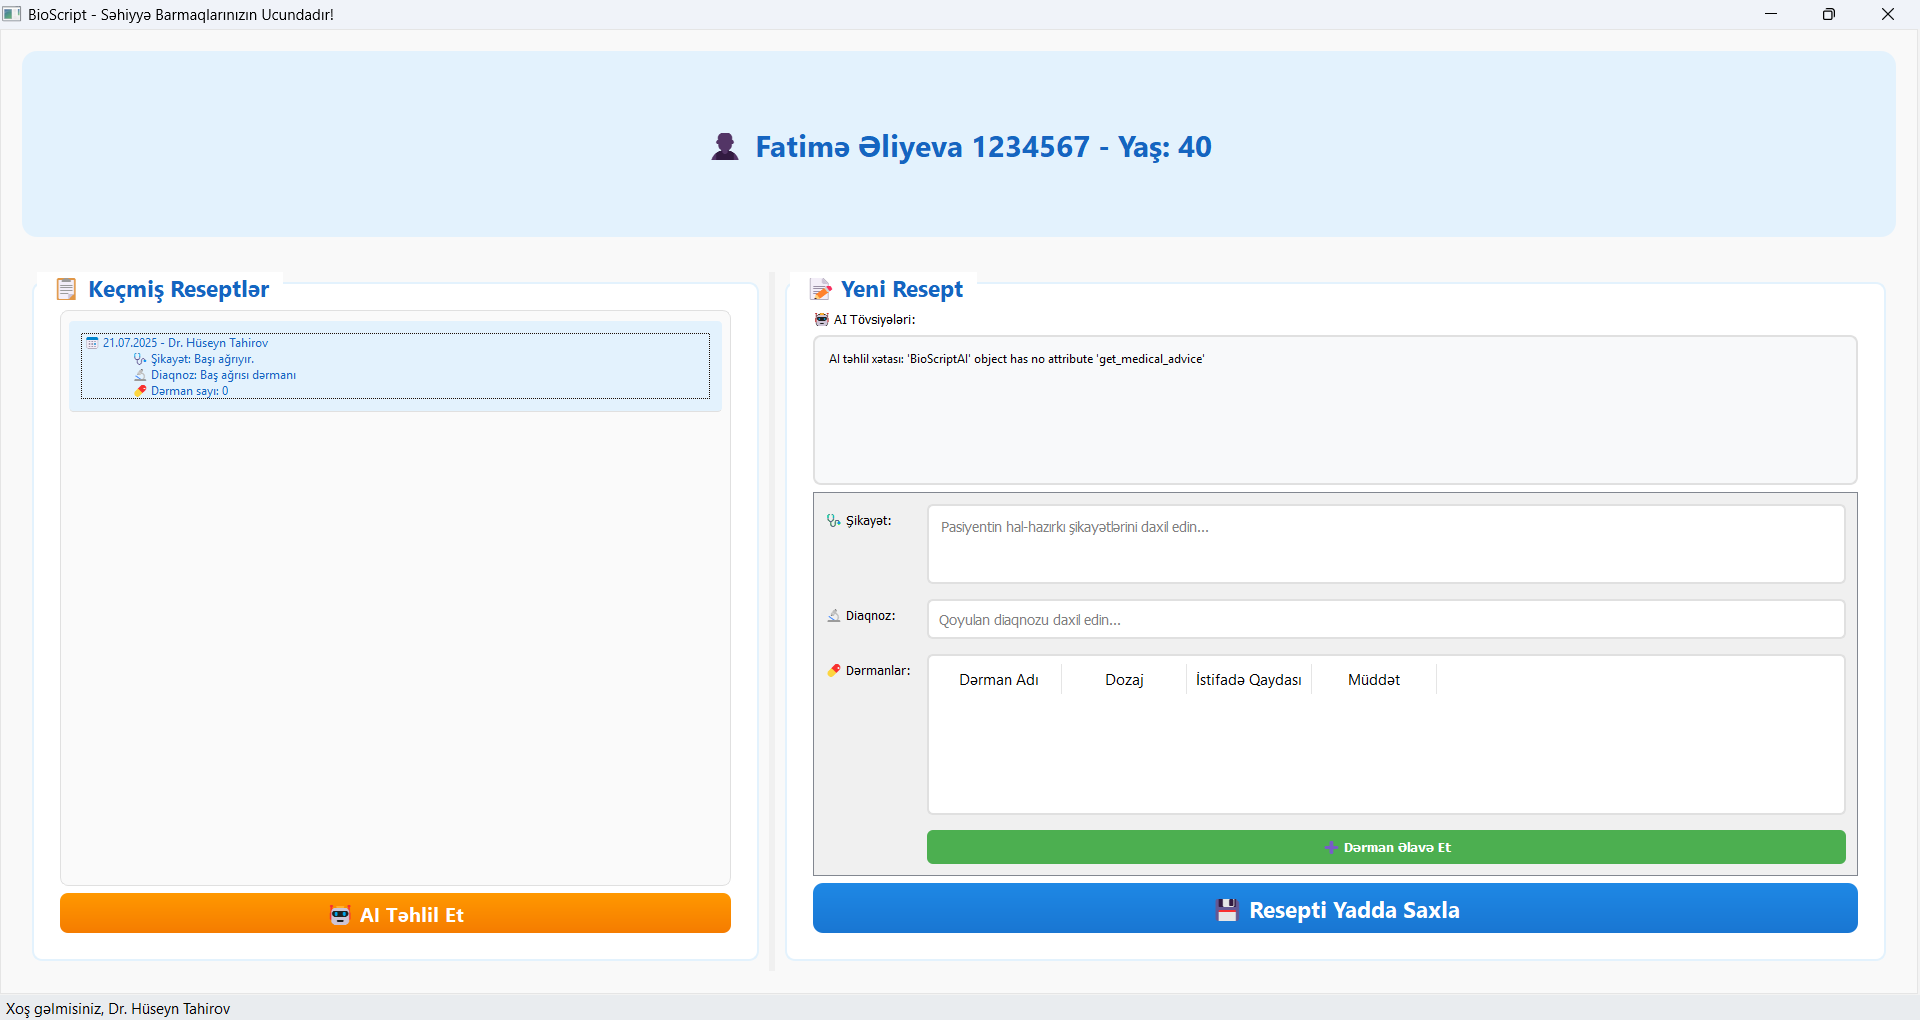 BioScript - Səhiyyə Barmaqlarınızın Ucundadır!
Fatimə Əliyeva 1234567 - Yaş: 40
Keçmiş Reseptlər
21.07.2025 - Dr. Hüseyn Tahirov
Şikayət: Başı ağrıyır.
Diaqnoz: Baş ağrısı dərmanı
Dərman sayı: 0
AI Təhlil Et
Yeni Resept
AI Tövsiyələri:
AI təhlil xətası: 'BioScriptAI' object has no attribute 'get_medical_advice'
Şikayət:
Pasiyentin hal-hazırkı şikayətlərini daxil edin...
Diaqnoz:
Qoyulan diaqnozu daxil edin...
Dərmanlar:
Dərman Adı Dozaj İstifadə Qaydası Müddət
Dərman Əlavə Et
Resepti Yadda Saxla
Xoş gəlmisiniz, Dr. Hüseyn Tahirov